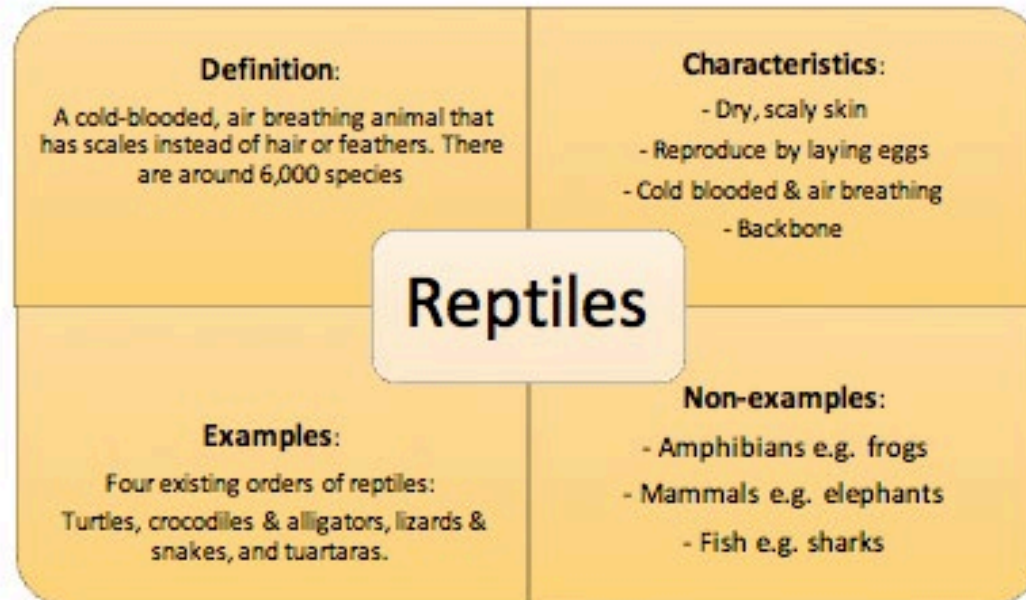 Definition:
A cold-blooded, air breathing animal that
has scales instead of hair or feathers. There
are around 6,000 species
Characteristics:
- Dry, scaly skin
- Reproduce by laying eggs
- Cold blooded & air breathing
- Backbone
Reptiles
Examples:
Four existing orders of reptiles:
Turtles, crocodiles & alligators, lizards &
snakes, and tuartaras.
Non-examples:
- Amphibians e.g. frogs
- Mammals e.g. elephants
- Fish e.g. sharks